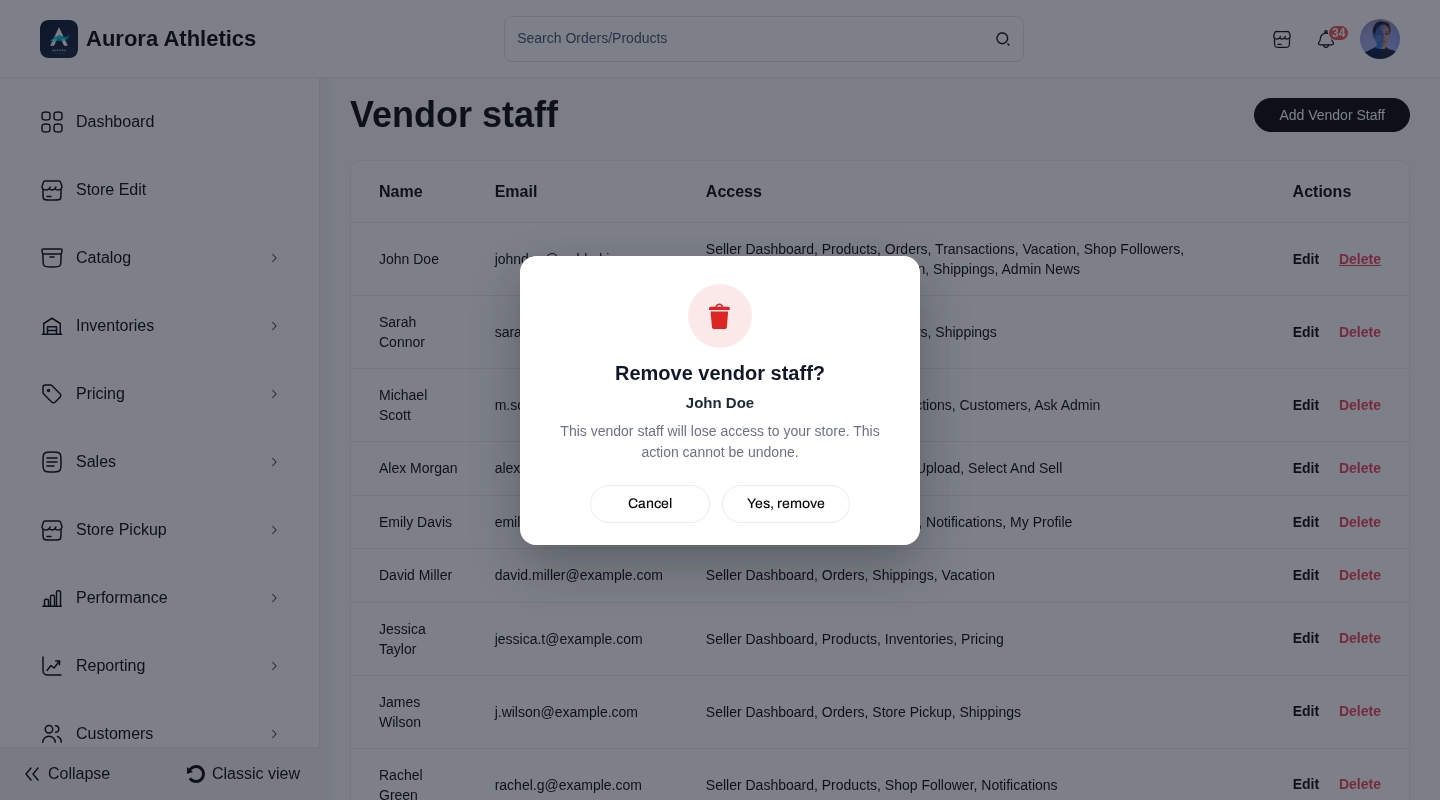 Aurora Athletics
Search Orders/Products
34
Dashboard
Store Edit
Catalog
Inventories
Pricing
Sales
Store Pickup
Performance
Reporting
Customers
Collapse
Classic view
Vendor staff
Add Vendor Staff
Name Email Access Actions
John Doe
Seller Dashboard, Products, Orders, Transactions, Vacation, Shop Followers,
Shippings, Admin News
Edit Delete
Sarah
Connor
Shippings
Edit Delete
Michael
Scott
Customers, Ask Admin
Edit Delete
Alex Morgan
Select And Sell
Edit Delete
Emily Davis
Notifications, My Profile
Edit Delete
David Miller david.miller@example.com Seller Dashboard, Orders, Shippings, Vacation Edit Delete
Jessica
Taylor
jessica.t@example.com Seller Dashboard, Products, Inventories, Pricing Edit Delete
James
Wilson
j.wilson@example.com Seller Dashboard, Orders, Store Pickup, Shippings Edit Delete
Rachel
Green
rachel.g@example.com Seller Dashboard, Products, Shop Follower, Notifications Edit Delete
Remove vendor staff?
John Doe
This vendor staff will lose access to your store. This
action cannot be undone.
Cancel
Yes, remove